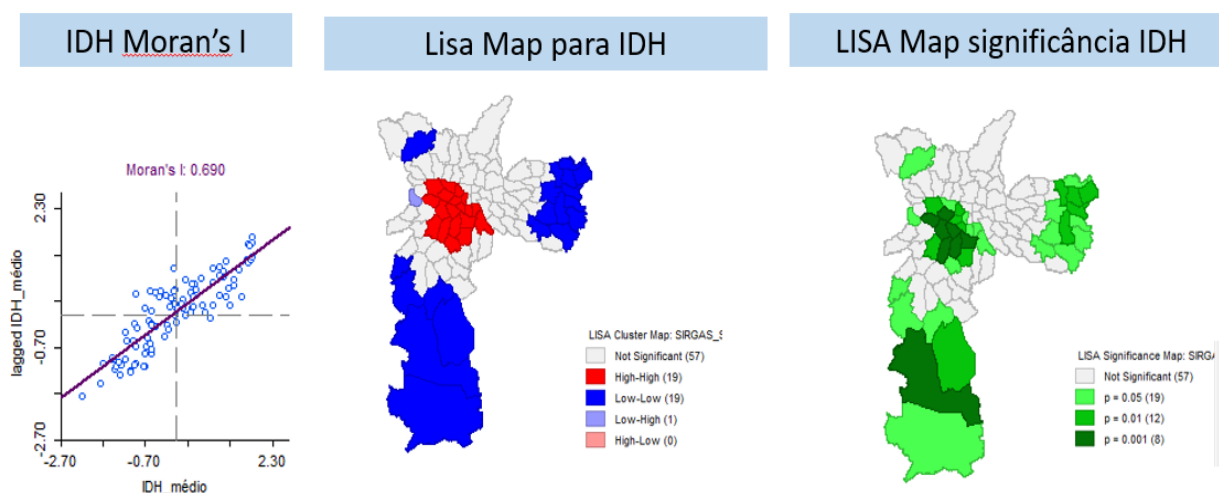 IDH Moran's I
Lisa Map para IDH
LISA Map significância IDH
Moran's I: 0.690
lagged IDH_médio
2.30
-0.70
-2.70
-2.70
-0.70
2.30
IDH_médio
LISA Cluster Map: SIRGAS_S
Not Significant (57)
High-High (19)
Low-Low (19)
Low-High (1)
High-Low (0)
LISA Significance Map: SIRGA
Not Significant (57)
p = 0.05 (19)
p = 0.01 (12)
p = 0.001 (8)